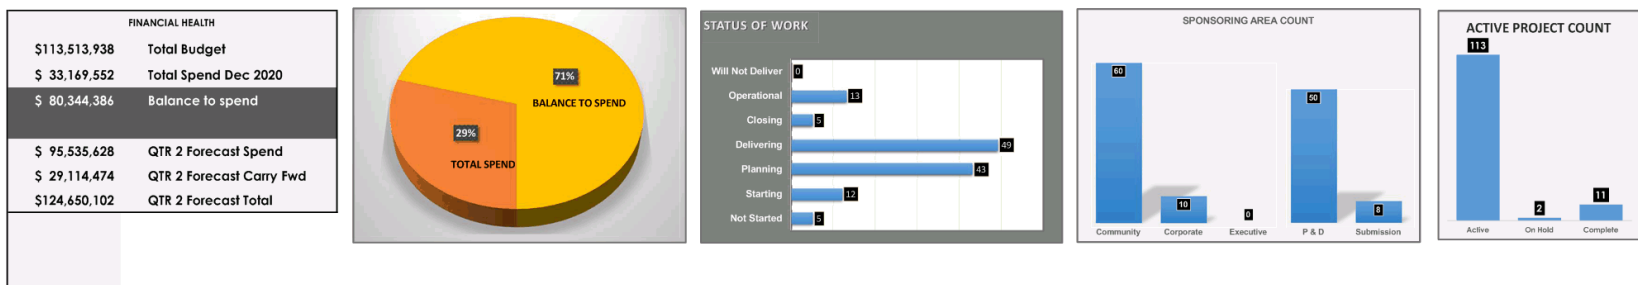 FINANCIAL HEALTH
$113,513,938 Total Budget
$ 33,169,552 Total Spend Dec 2020
$ 80,344,386 Balance to spend
$ 95,535,628 QTR 2 Forecast Spend
$ 29,114,474 QTR 2 Forecast Carry Fwd
$124,650,102 QTR 2 Forecast Total
71%
BALANCE TO SPEND
29%
TOTAL SPEND
STATUS OF WORK
Will Not Deliver 0
Operational 13
Closing 5
Delivering 49
Planning 43
Starting 12
Not Started 5
SPONSORING AREA COUNT
60
50
10
0
8
Community Corporate Executive P & D Submission
ACTIVE PROJECT COUNT
113
2
11
Active On Hold Complete